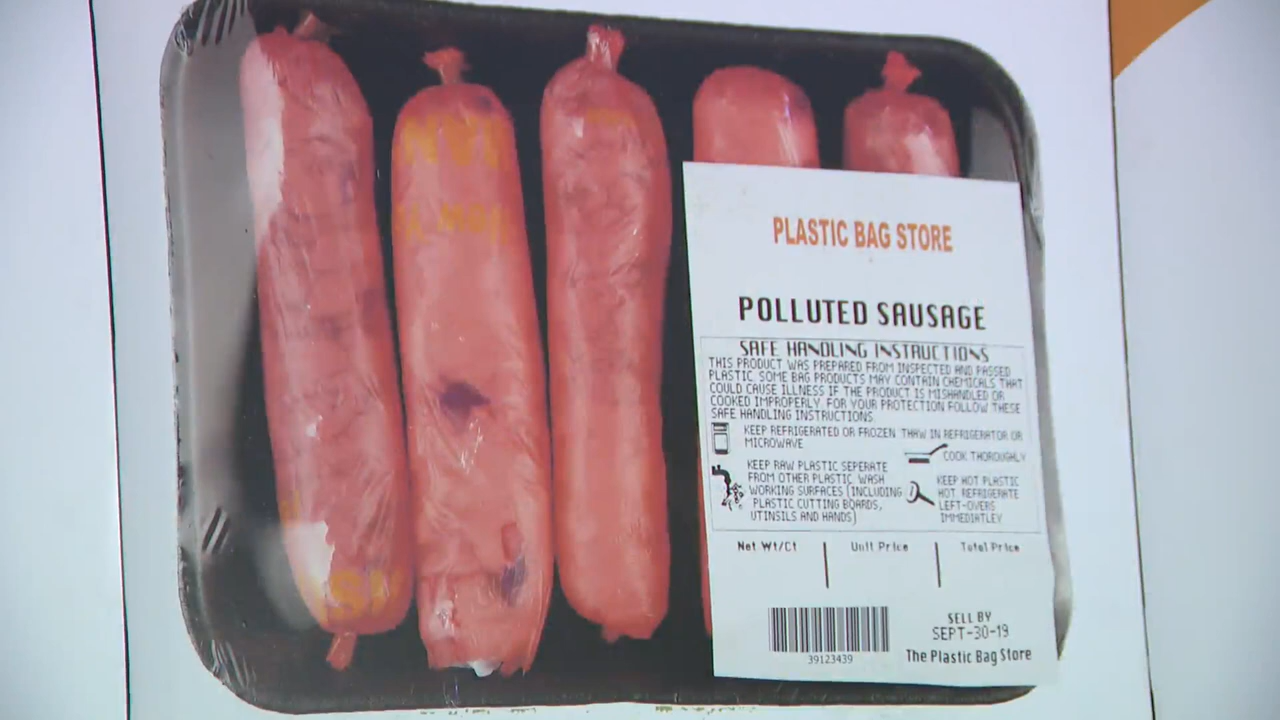 PLASTIC BAG STORE
POLLUTED SAUSAGE
SAFE HANDLING INSTRUCTIONS
THIS PRODUCT WAS PREPARED FROM INSPECTED AND PASSED
PLASTIC SOME BAG PRODUCTS MAY CONTAIN CHEMICALS THAT
COULD CAUSE ILLNESS IF THE PRODUCT IS MISHANDLED OR
COOKED IMPROPERLY. FOR YOUR PROTECTION FOLLOW THESE
SAFE HANDLING INSTRUCTIONS
KEEP REFRIGERATED OR FROZEN THAW IN REFRIGERATOR OR
MICROWAVE
COOK THOROUGHLY
KEEP RAW PLASTIC SEPERATE
FROM OTHER PLASTIC WASH
WORKING SURFACES (INCLUDING
PLASTIC CUTTING BOARDS,
UTINSILS AND HANDS)
KEEP HOT PLASTIC
HOT. REFRIGERATE
LEFT-OVERS
IMMEDIATLEY
Net Wt/Ct Unit Price Total Price
39123439
SELL BY
SEPT-30-19
The Plastic Bag Store